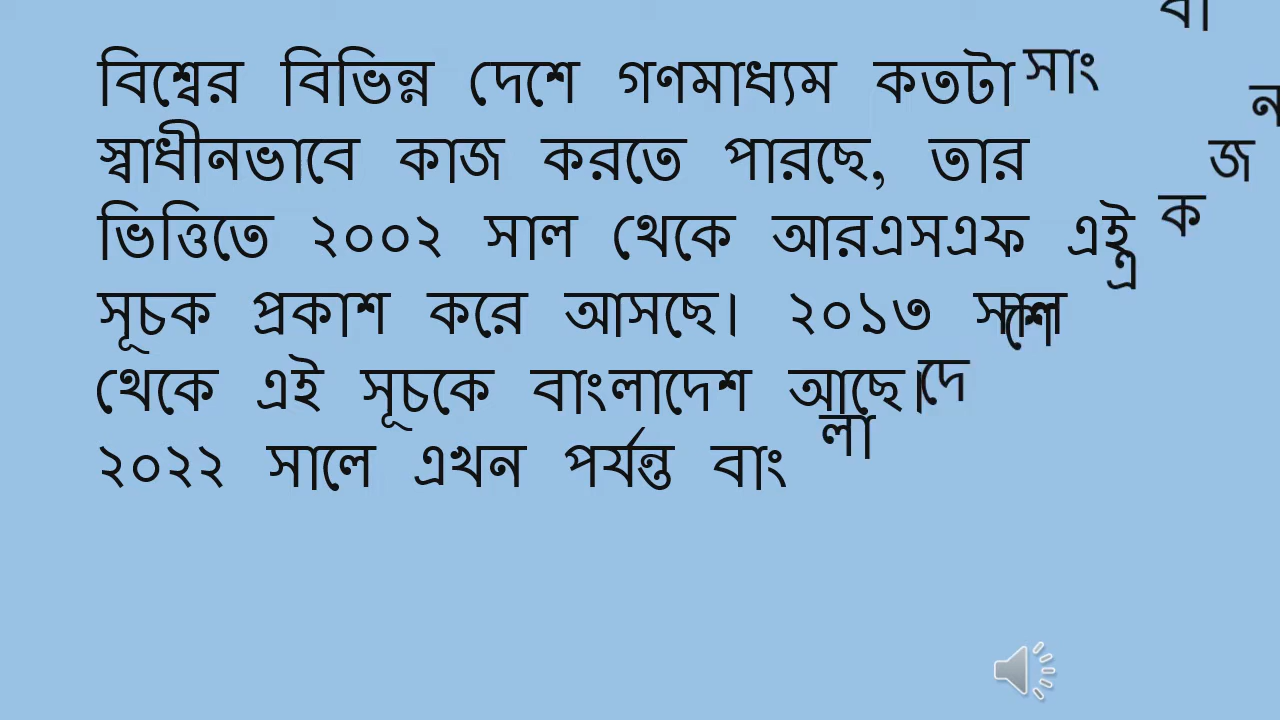 বিশ্বের বিভিন্ন দেশে গণমাধ্যম কতটা
স্বাধীনভাবে কাজ করতে পারছে, তার
ভিত্তিতে ২০০২ সাল থেকে আরএসএফ এই
সূচক প্রকাশ করে আসছে। ২০১৩ সাল
থেকে এই সূচকে বাংলাদেশ আছে।
২০২২ সালে এখন পর্যন্ত বাং লা দে শে এ ক জ ন সাং